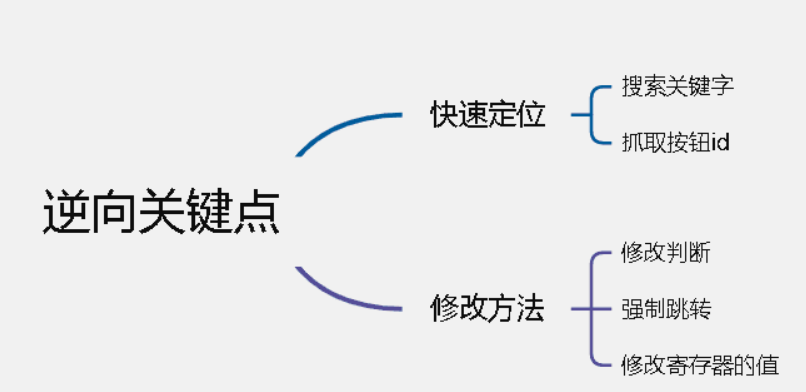 逆向关键点
快速定位
搜索关键字
抓取按钮id
修改方法
修改判断
强制跳转
修改寄存器的值